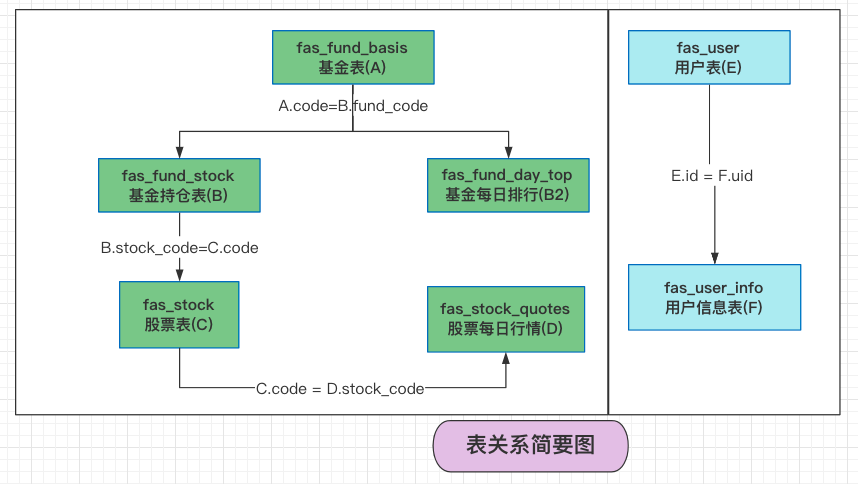 fas_fund_basis
基金表(A)
A.code=B.fund_code
fas_fund_stock
基金持仓表(B)
fas_fund_day_top
基金每日排行(B2)
B.stock_code=C.code
fas_stock
股票表(C)
fas_stock_quotes
股票每日行情(D)
C.code = D.stock_code
fas_user
用户表(E)
E.id = F.uid
fas_user_info
用户信息表(F)
表关系简要图